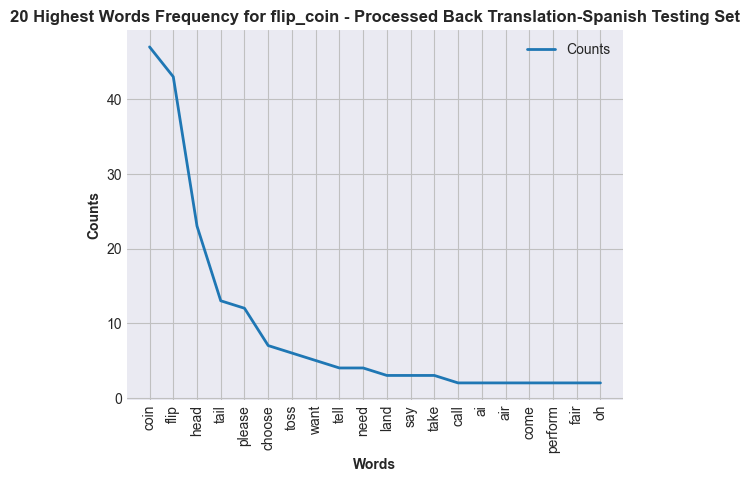 20 Highest Words Frequency for flip_coin - Processed Back Translation-Spanish Testing Set
Counts
40
30
20
10
0
Counts
coin
flip
head
tail
please
choose
toss
want
tell
need
land
say
take
call
ai
air
come
perform
fair
oh
Words